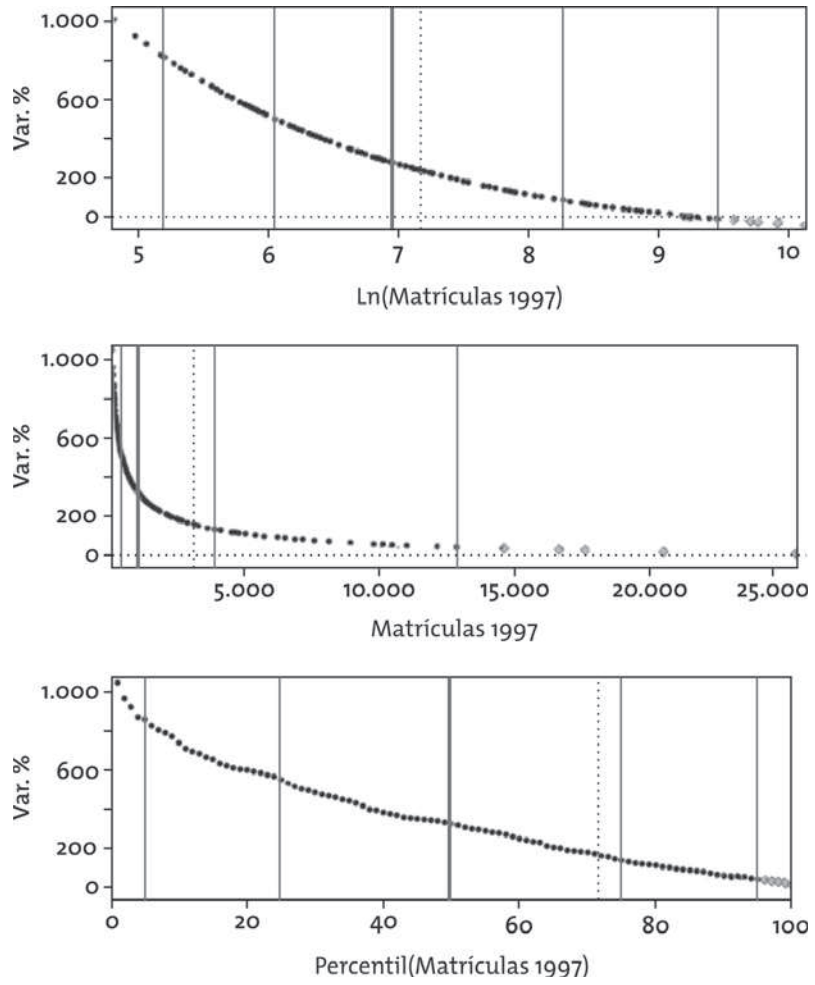 1.000
600
200
0
Var. %
5 6 7 8 9 10
Ln(Matrículas 1997)
1.000
600
200
0
Var. %
5.000 10.000 15.000 20.000 25.000
Matrículas 1997
1.000
600
200
0
Var. %
0 20 40 60 80 100
Percentil(Matrículas 1997)